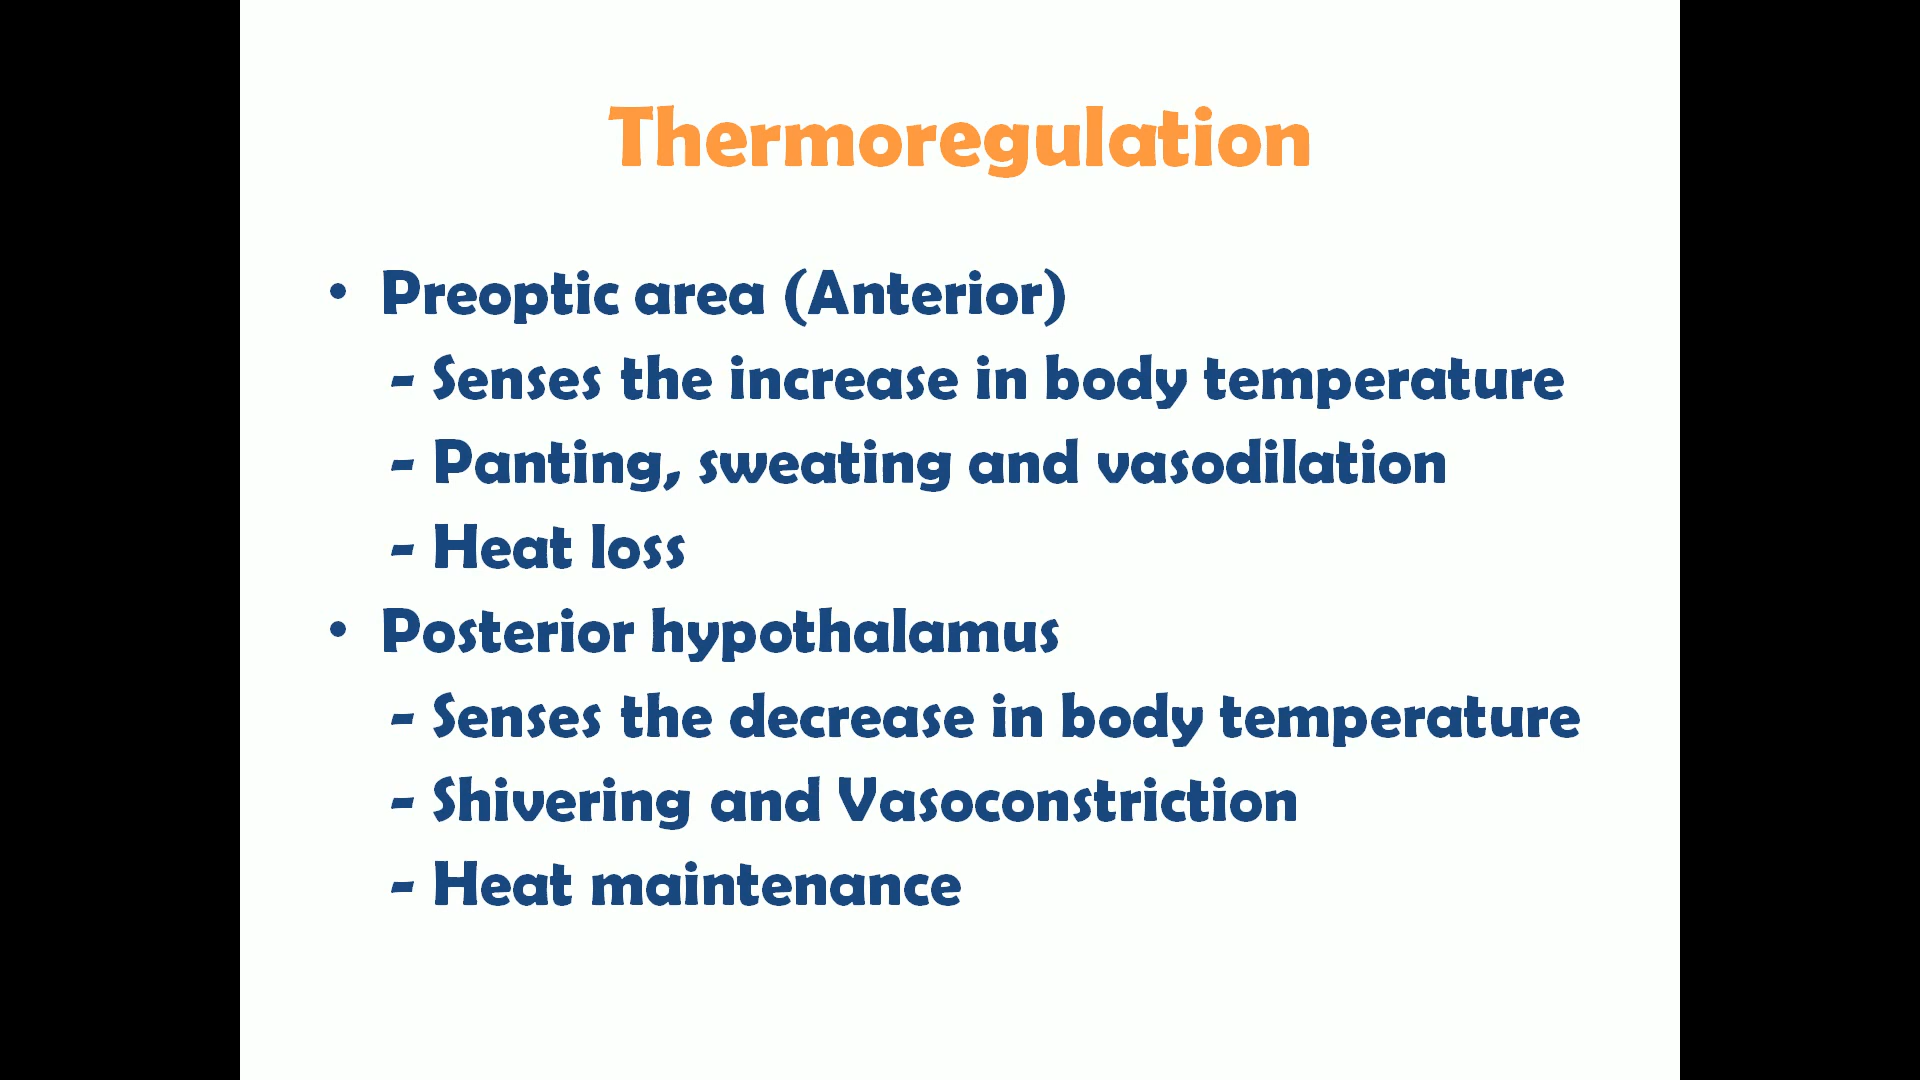 Thermoregulation
• Preoptic area (Anterior)
- Senses the increase in body temperature
- Panting, sweating and vasodilation
- Heat loss
• Posterior hypothalamus
- Senses the decrease in body temperature
- Shivering and Vasoconstriction
- Heat maintenance